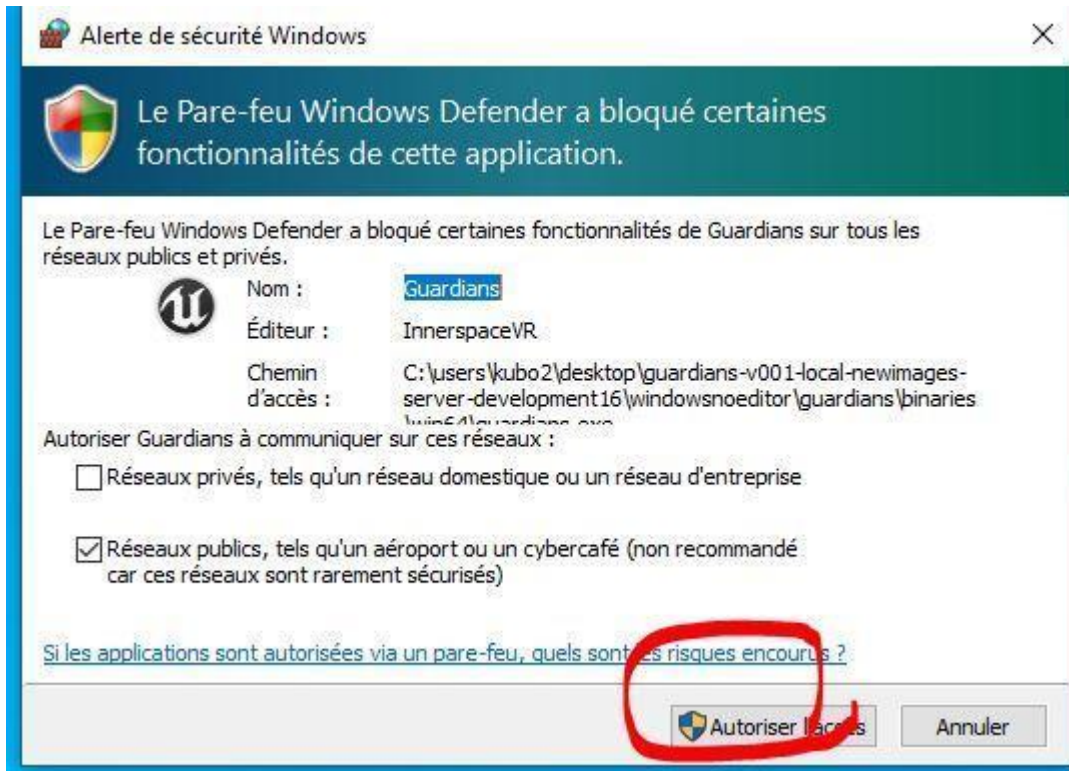 Alerte de sécurité Windows
Le Pare-feu Windows Defender a bloqué certaines
fonctionnalités de cette application.
Le Pare-feu Windows Defender a bloqué certaines fonctionnalités de Guardians sur tous les
réseaux publics et privés.
Nom : Guardians
Éditeur : InnerspaceVR
Chemin d'accès : C:\users\kubo2\desktop\guardians-v001-local-newimages-
server-development16\windowsnoeditor\guardians\binaries
\win64\guardians.exe
Autoriser Guardians à communiquer sur ces réseaux :
Réseaux privés, tels qu'un réseau domestique ou un réseau d'entreprise
Réseaux publics, tels qu'un aéroport ou un cybercafé (non recommandé
car ces réseaux sont rarement sécurisés)
Si les applications sont autorisées via un pare-feu, quels sont les risques encourus ?
Autoriser l'accès
Annuler